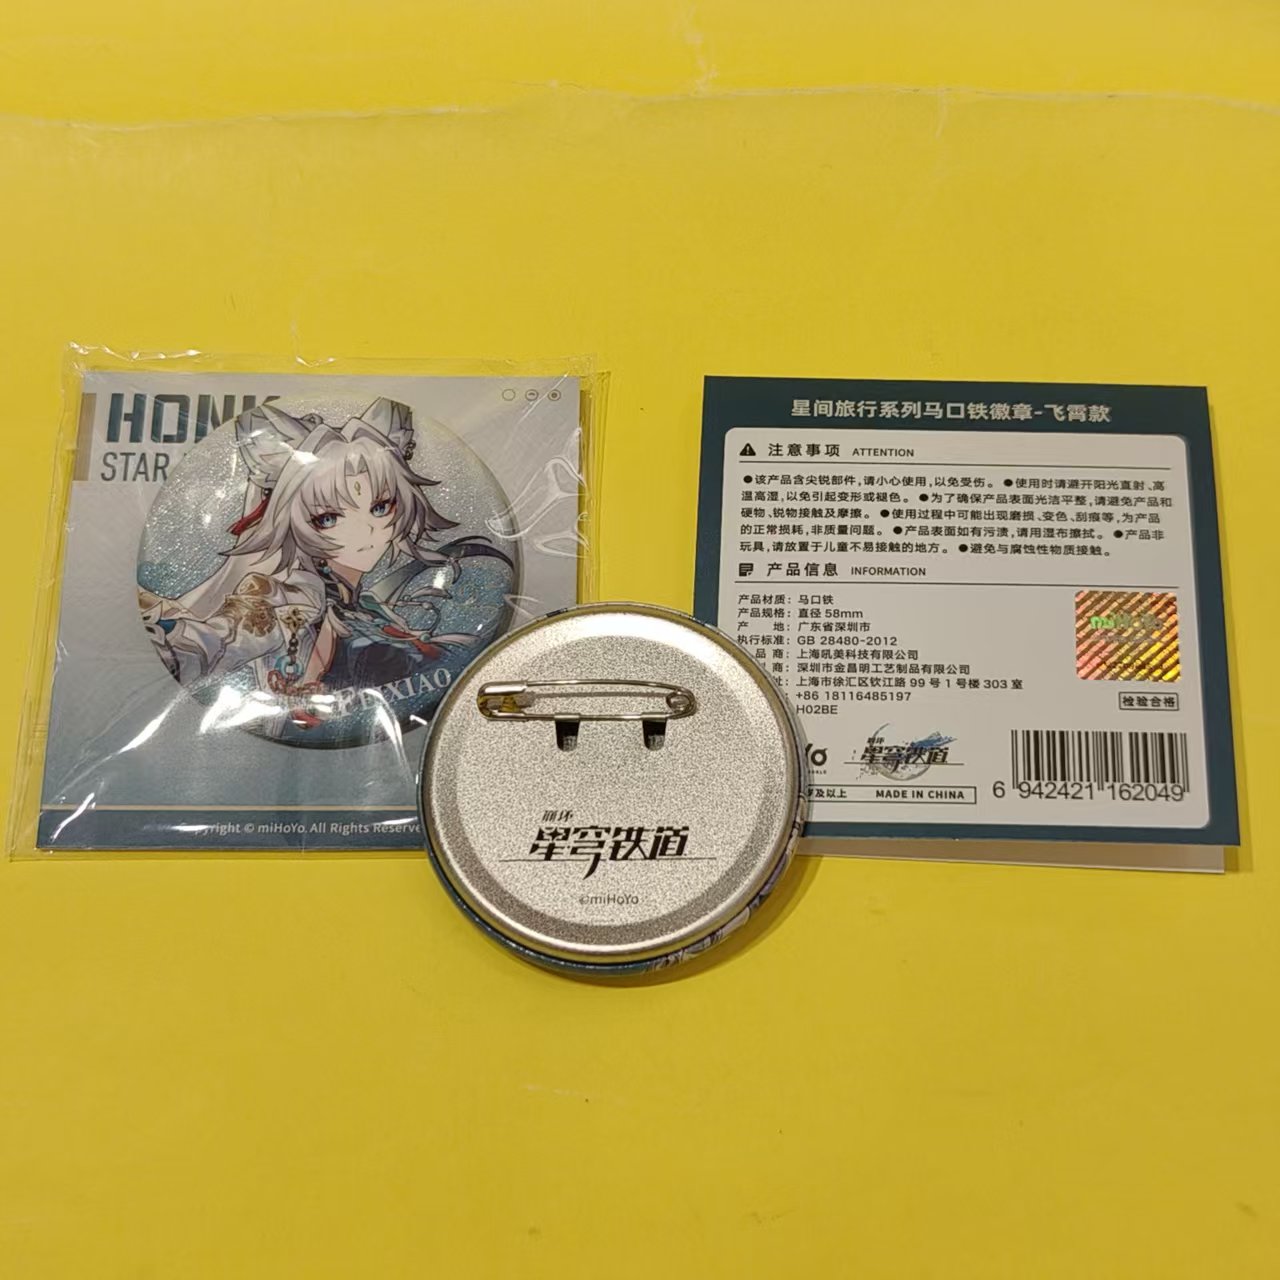 HONK
STAR
FEIXIAO
Copyright © miHoYo. All Rights Reserve
崩坏
星穹铁道
©miHoYo
星间旅行系列马口铁徽章-飞霄款
注意事项 ATTENTION
●该产品含尖锐部件,请小心使用,以免受伤。 ●使用时请避开阳光直射、高
温高湿,以免引起变形或褪色。 ●为了确保产品表面光洁平整,请避免产品和
硬物、锐物接触及摩擦。 ●使用过程中可能出现磨损、变色、刮痕等,为产品
的正常损耗,非质量问题。 ●产品表面如有污渍,请用湿布擦拭。 ●产品非
玩具,请放置于儿童不易接触的地方。 ●避免与腐蚀性物质接触。
产品信息 INFORMATION
产品材质: 马口铁
产品规格: 直径 58mm
产 地: 广东省深圳市
执行标准: GB 28480-2012
品 商: 上海吼美科技有限公司
商: 深圳市金昌明工艺制品有限公司
址: 上海市徐汇区钦江路 99 号 1 号楼 303 室
+86 18116485197
H02BE
检验合格
崩坏
星穹铁道
岁及以上 MADE IN CHINA
6 942421 162049